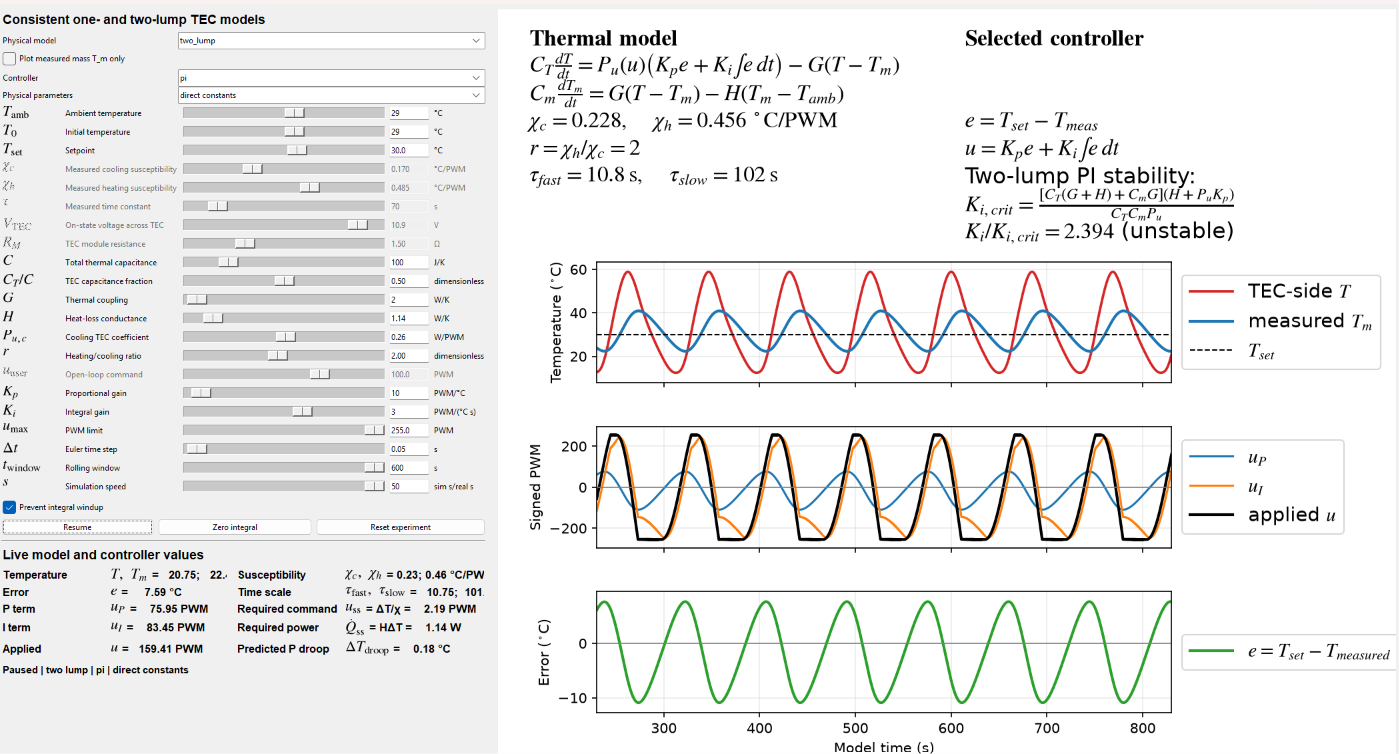 Consistent one- and two-lump TEC models
Physical model two_lump
Plot measured mass T_m only
Controller pi
Physical parameters direct constants
T_amb Ambient temperature 29 °C
T_0 Initial temperature 29 °C
T_set Setpoint 30.0 °C
χ_c Measured cooling susceptibility 0.170 °C/PWM
χ_h Measured heating susceptibility 0.485 °C/PWM
τ Measured time constant 70 s
V_TEC On-state voltage across TEC 10.9 V
R_M TEC module resistance 1.50 Ω
C Total thermal capacitance 100 J/K
C_T/C TEC capacitance fraction 0.50 dimensionless
G Thermal coupling 2 W/K
H Heat-loss conductance 1.14 W/K
P_u,c Cooling TEC coefficient 0.26 W/PWM
r Heating/cooling ratio 2.00 dimensionless
u_user Open-loop command 100.0 PWM
K_p Proportional gain 10 PWM/°C
K_i Integral gain 3 PWM/(°C s)
u_max PWM limit 255.0 PWM
Δt Euler time step 0.05 s
t_window Rolling window 600 s
s Simulation speed 50 sim s/real s
Prevent integral windup
Resume Zero integral Reset experiment
Live model and controller values
Temperature T, T_m = 20.75; 22. Susceptibility χ_c, χ_h = 0.23; 0.46 °C/PW
Error e = 7.59 °C Time scale τ_fast, τ_slow = 10.75; 101.
P term u_P = 75.95 PWM Required command u_ss = ΔT/χ = 2.19 PWM
I term u_I = 83.45 PWM Required power Q̇_ss = HΔT = 1.14 W
Applied u = 159.41 PWM Predicted P droop ΔT_droop = 0.18 °C
Paused | two lump | pi | direct constants
Thermal model
C_T dT/dt = P_u(u)(K_p e + K_i ∫e dt) − G(T − T_m)
C_m dT_m/dt = G(T − T_m) − H(T_m − T_amb)
χ_c = 0.228, χ_h = 0.456 °C/PWM
r = χ_h/χ_c = 2
τ_fast = 10.8 s, τ_slow = 102 s
Selected controller
e = T_set − T_meas
u = K_p e + K_i ∫e dt
Two-lump PI stability:
K_i,crit = [C_T(G + H) + C_m G](H + P_u K_p) / C_T C_m P_u
K_i/K_i,crit = 2.394 (unstable)
Temperature (°C)
60
40
20
TEC-side T
measured T_m
T_set
Signed PWM
200
0
−200
u_P
u_I
applied u
Error (°C)
0
−10
e = T_set − T_measured
300 400 500 600 700 800
Model time (s)